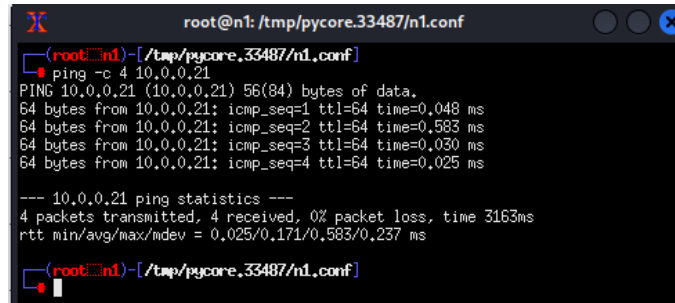 root@n1: /tmp/pycore.33487/n1.conf
(root㉿n1)-[/tmp/pycore.33487/n1.conf]
# ping -c 4 10.0.0.21
PING 10.0.0.21 (10.0.0.21) 56(84) bytes of data.
64 bytes from 10.0.0.21: icmp_seq=1 ttl=64 time=0.048 ms
64 bytes from 10.0.0.21: icmp_seq=2 ttl=64 time=0.583 ms
64 bytes from 10.0.0.21: icmp_seq=3 ttl=64 time=0.030 ms
64 bytes from 10.0.0.21: icmp_seq=4 ttl=64 time=0.025 ms
--- 10.0.0.21 ping statistics ---
4 packets transmitted, 4 received, 0% packet loss, time 3163ms
rtt min/avg/max/mdev = 0.025/0.171/0.583/0.237 ms
(root㉿n1)-[/tmp/pycore.33487/n1.conf]
#